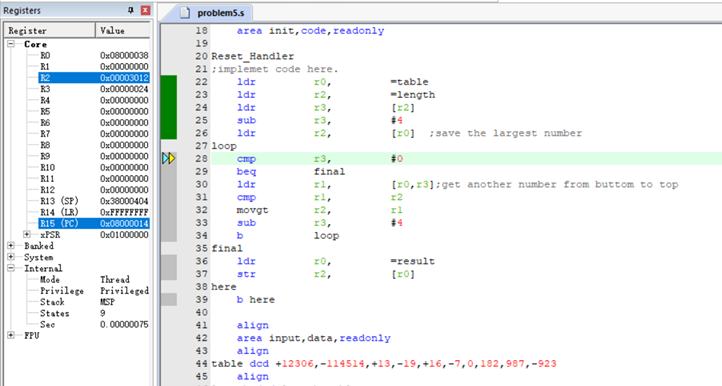 Registers
Register Value
Core
R0 0x08000038
R1 0x00000000
R2 0x00003012
R3 0x00000024
R4 0x00000000
R5 0x00000000
R6 0x00000000
R7 0x00000000
R8 0x00000000
R9 0x00000000
R10 0x00000000
R11 0x00000000
R12 0x00000000
R13 (SP) 0x38000404
R14 (LR) 0xFFFFFFFF
R15 (PC) 0x08000014
xPSR 0x01000000
Banked
System
Internal
Mode Thread
Privilege Privileged
Stack MSP
States 9
Sec 0.00000075
FPU
problem5.s
18 area init,code,readonly
19
20 Reset_Handler
21 ;implemet code here.
22 ldr r0, =table
23 ldr r2, =length
24 ldr r3, [r2]
25 sub r3, #4
26 ldr r2, [r0] ;save the largest number
27 loop
28 cmp r3, #0
29 beq final
30 ldr r1, [r0,r3];get another number from buttom to top
31 cmp r1, r2
32 movgt r2, r1
33 sub r3, #4
34 b loop
35 final
36 ldr r0, =result
37 str r2, [r0]
38 here
39 b here
40
41 align
42 area input,data,readonly
43 align
44 table dcd +12306,-114514,+13,-19,+16,-7,0,182,987,-923
45 align